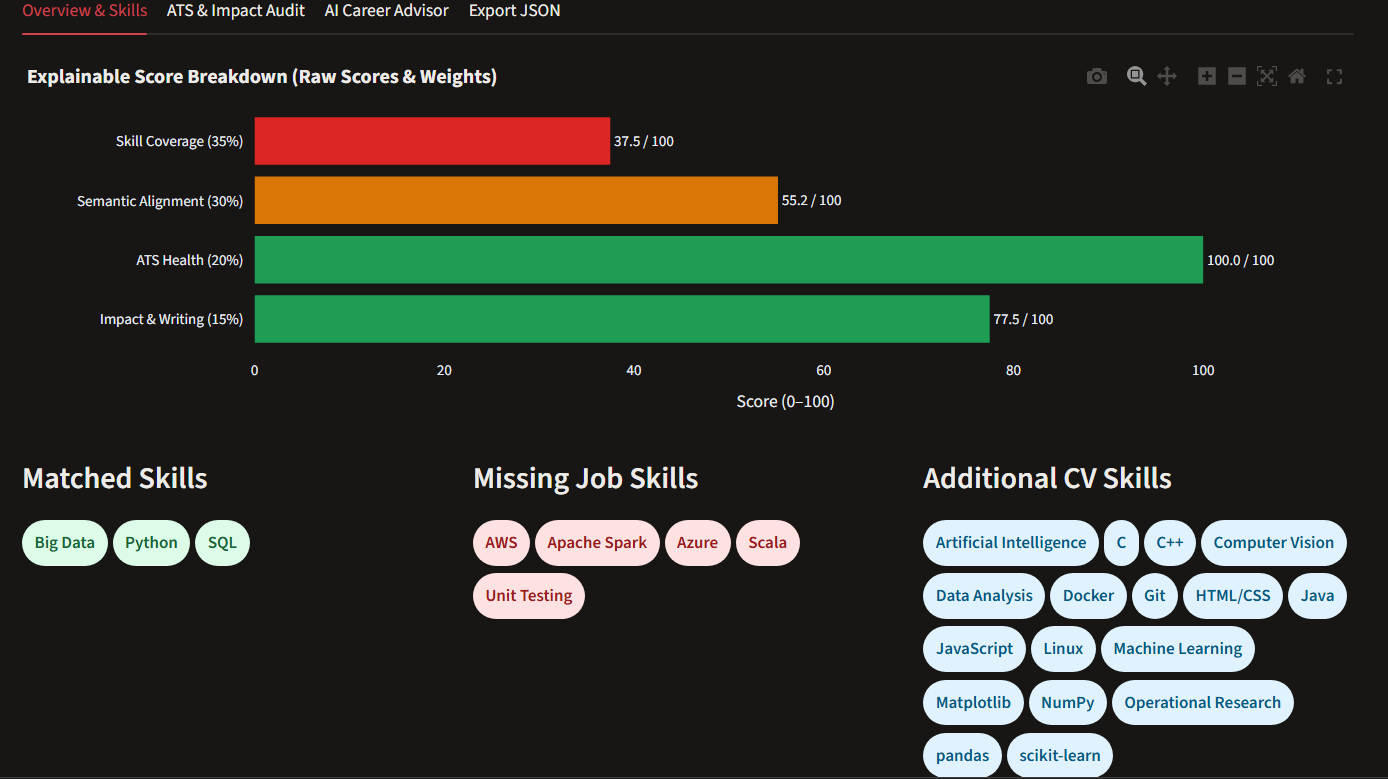 Overview & Skills ATS & Impact Audit AI Career Advisor Export JSON
Explainable Score Breakdown (Raw Scores & Weights)
Skill Coverage (35%) 37.5 / 100
Semantic Alignment (30%) 55.2 / 100
ATS Health (20%) 100.0 / 100
Impact & Writing (15%) 77.5 / 100
0 20 40 60 80 100
Score (0–100)
Matched Skills
Big Data Python SQL
Missing Job Skills
AWS Apache Spark Azure Scala
Unit Testing
Additional CV Skills
Artificial Intelligence C C++ Computer Vision
Data Analysis Docker Git HTML/CSS Java
JavaScript Linux Machine Learning
Matplotlib NumPy Operational Research
pandas scikit-learn